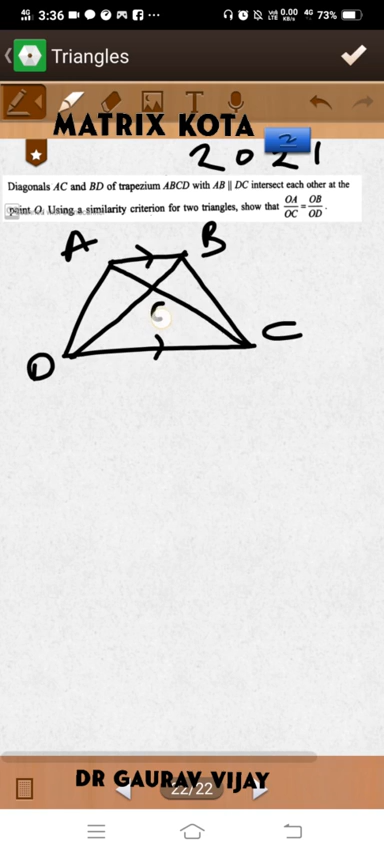 4G 3:36 ... 0.00 KB/s 4G 73%
Triangles
T
MATRIX KOTA
2
2021
Diagonals AC and BD of trapezium ABCD with AB || DC intersect each other at the
point O. Using a similarity criterion for two triangles, show that OA/OC = OB/OD.
A
B
C
D
DR GAURAV VIJAY
22/22